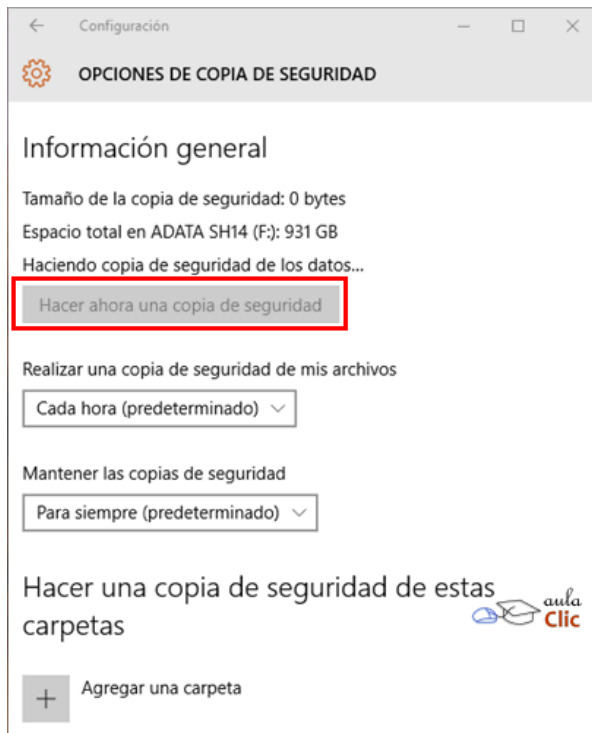 Configuración
OPCIONES DE COPIA DE SEGURIDAD
Información general
Tamaño de la copia de seguridad: 0 bytes
Espacio total en ADATA SH14 (F:): 931 GB
Haciendo copia de seguridad de los datos...
Hacer ahora una copia de seguridad
Realizar una copia de seguridad de mis archivos
Cada hora (predeterminado)
Mantener las copias de seguridad
Para siempre (predeterminado)
Hacer una copia de seguridad de estas
carpetas
aula
Clic
Agregar una carpeta